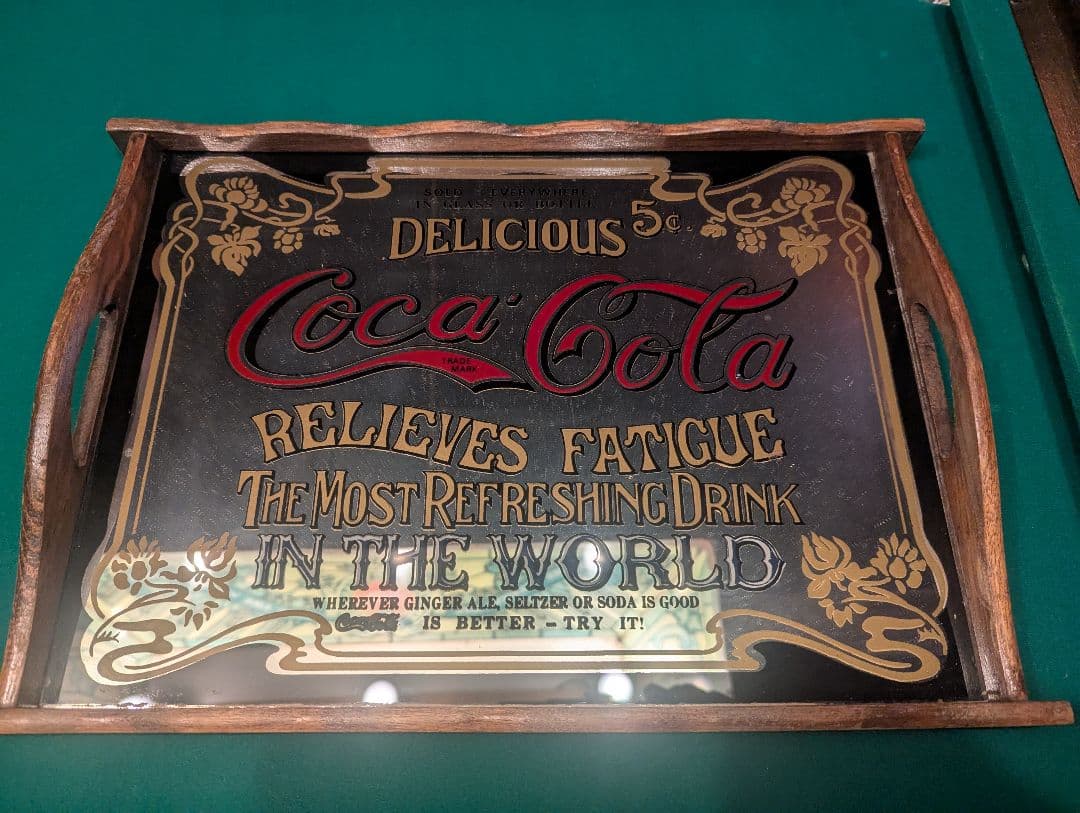 SOLD EVERYWHERE
IN GLASS OR BOTTLE
DELICIOUS 5¢.
Coca-Cola
TRADE
MARK
RELIEVES FATIGUE
THE MOST REFRESHING DRINK
IN THE WORLD
WHEREVER GINGER ALE, SELTZER OR SODA IS GOOD
Coca-Cola IS BETTER - TRY IT!